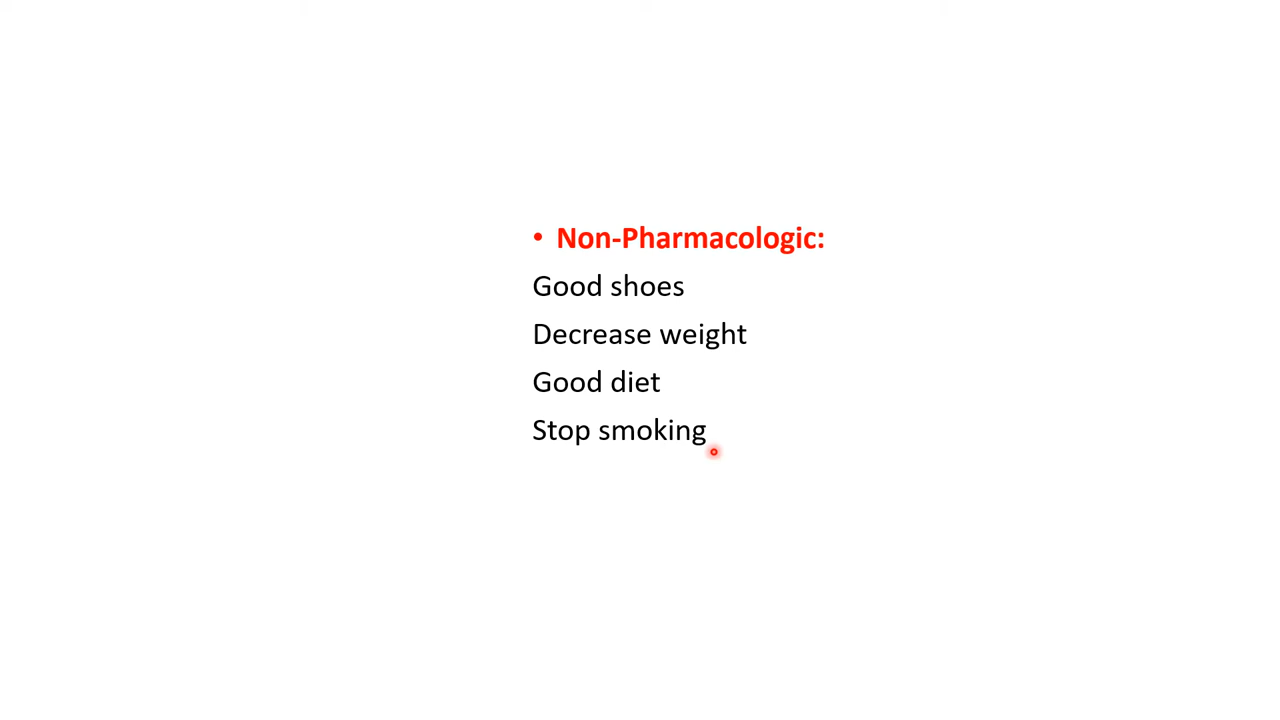 • Non-Pharmacologic:
Good shoes
Decrease weight
Good diet
Stop smoking